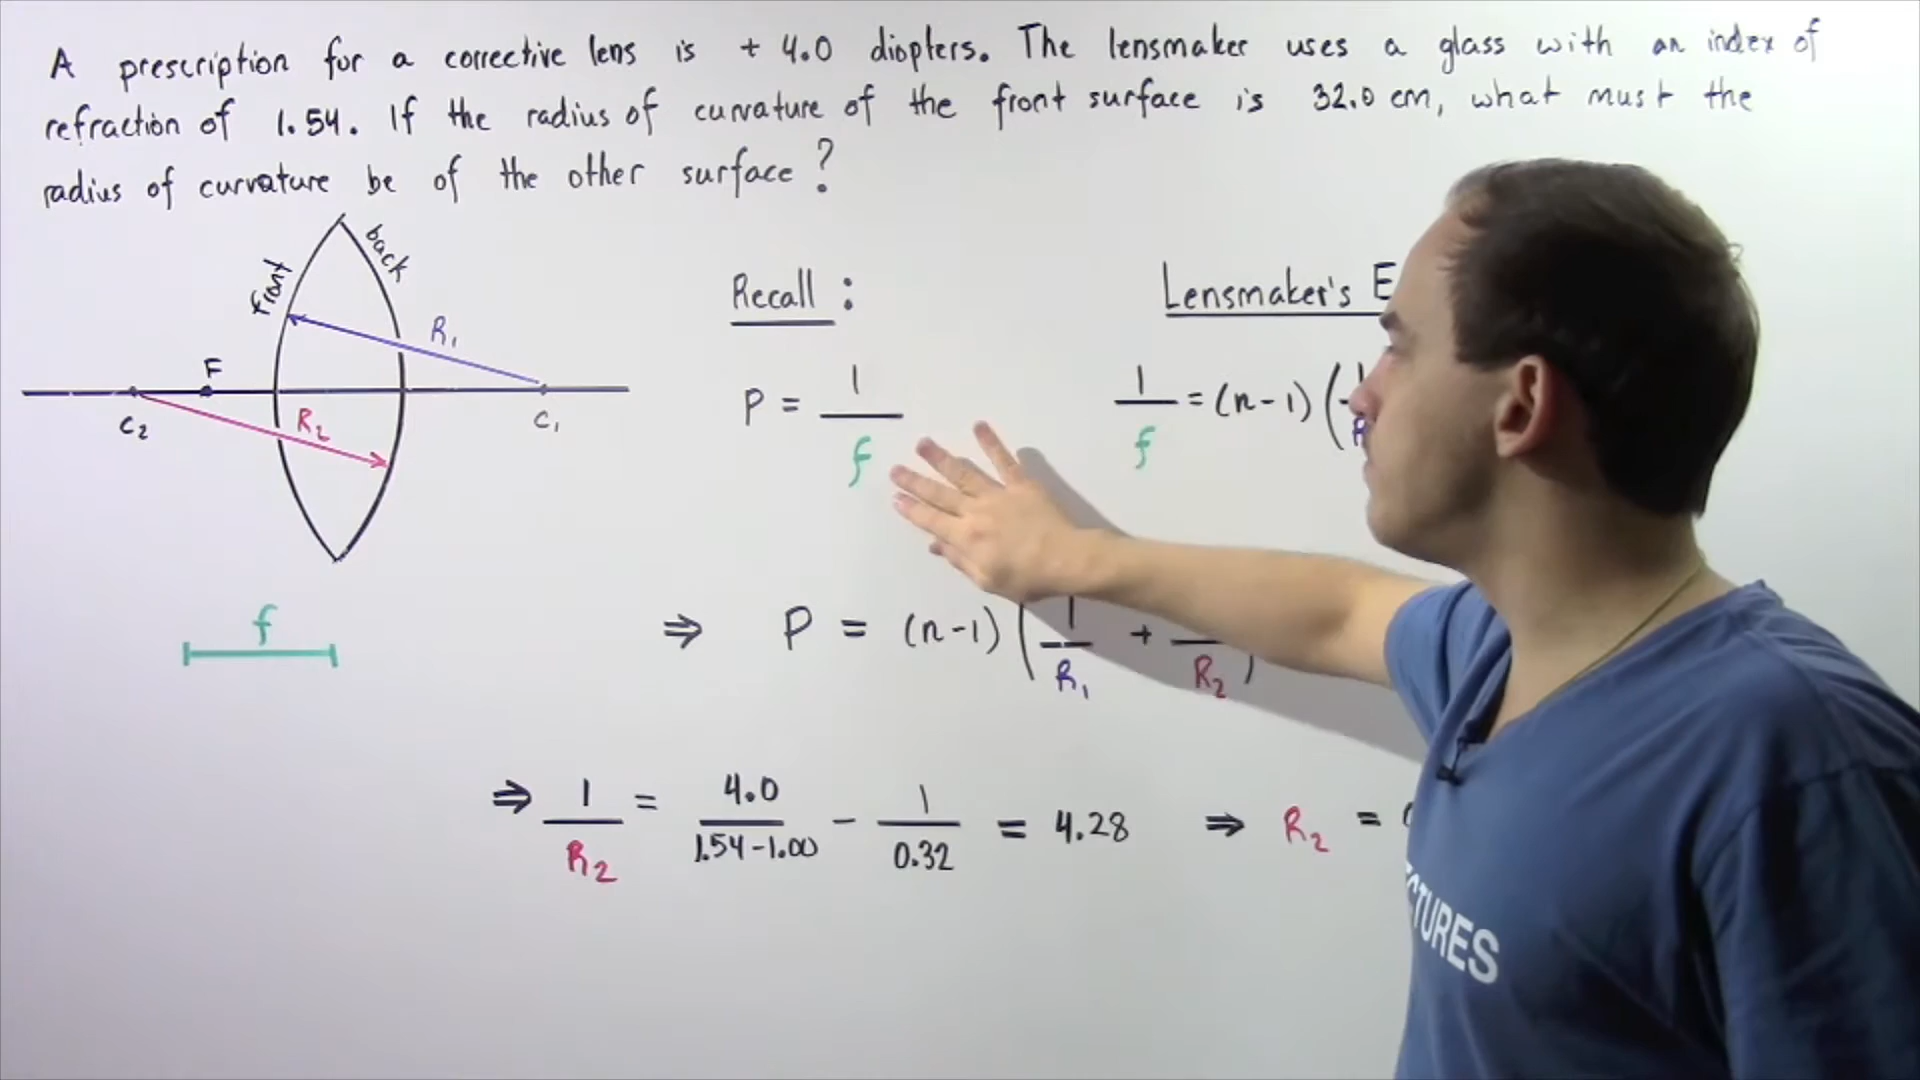 A prescription for a corrective lens is + 4.0 diopters. The lensmaker uses a glass with an index of
refraction of 1.54. If the radius of curvature of the front surface is 32.0 cm, what must the
radius of curvature be of the other surface?
front
back
R₁
F
C₂
R₂
C₁
f
Recall :
P = 1/f
Lensmaker's E
1/f = (n-1) (1/R
⇒ P = (n-1) (1/R₁ + /R₂)
⇒ 1/R₂ = 4.0/1.54-1.00 - 1/0.32 = 4.28 ⇒ R₂ =
CTURES